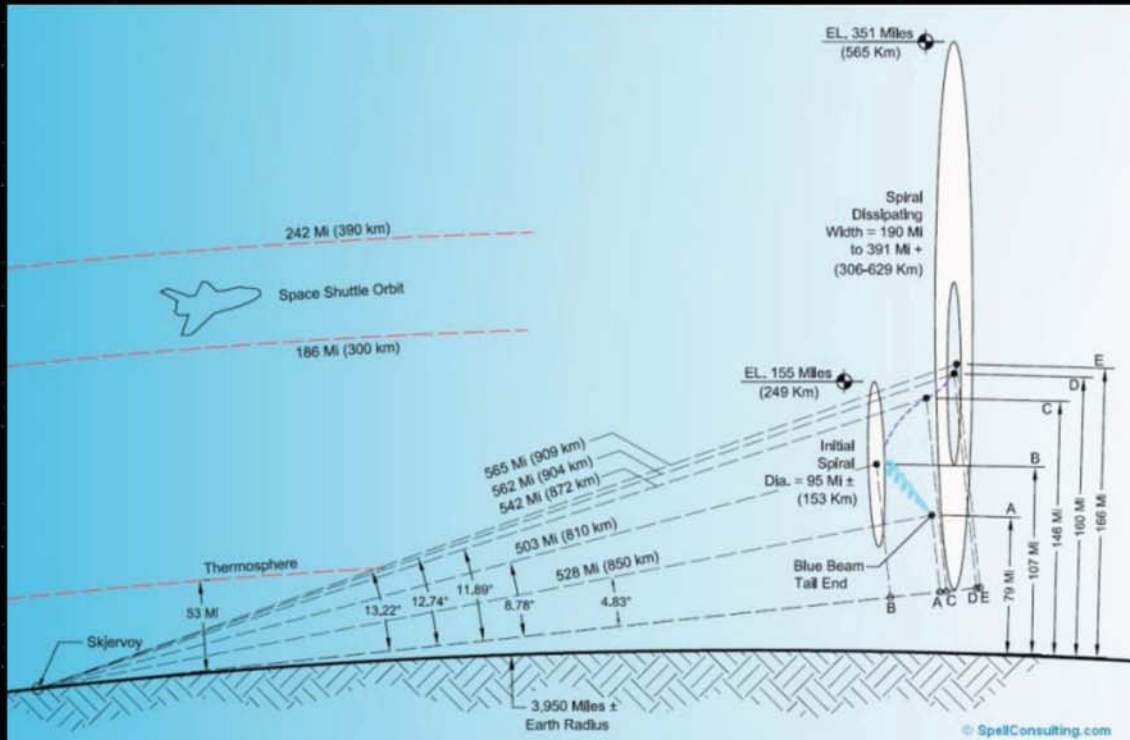 EL. 351 Miles
(565 Km)
Spiral
Dissipating
Width = 190 Mi
to 391 Mi +
(306-629 Km)
242 Mi (390 km)
Space Shuttle Orbit
186 Mi (300 km)
EL. 155 Miles
(249 Km)
E
D
C
Initial
Spiral
Dia. = 95 Mi ±
(153 Km)
B
A
565 Mi (909 km)
562 Mi (904 km)
542 Mi (872 km)
503 Mi (810 km)
528 Mi (850 km)
Thermosphere
53 Mi
13,22°
12.74°
11.89°
8.78°
4.83°
Blue Beam
Tail End
B
A C D E
79 Mi
107 Mi
146 Mi
160 Mi
166 Mi
Skjervoy
3,950 Miles ±
Earth Radius
© SpellConsulting.com